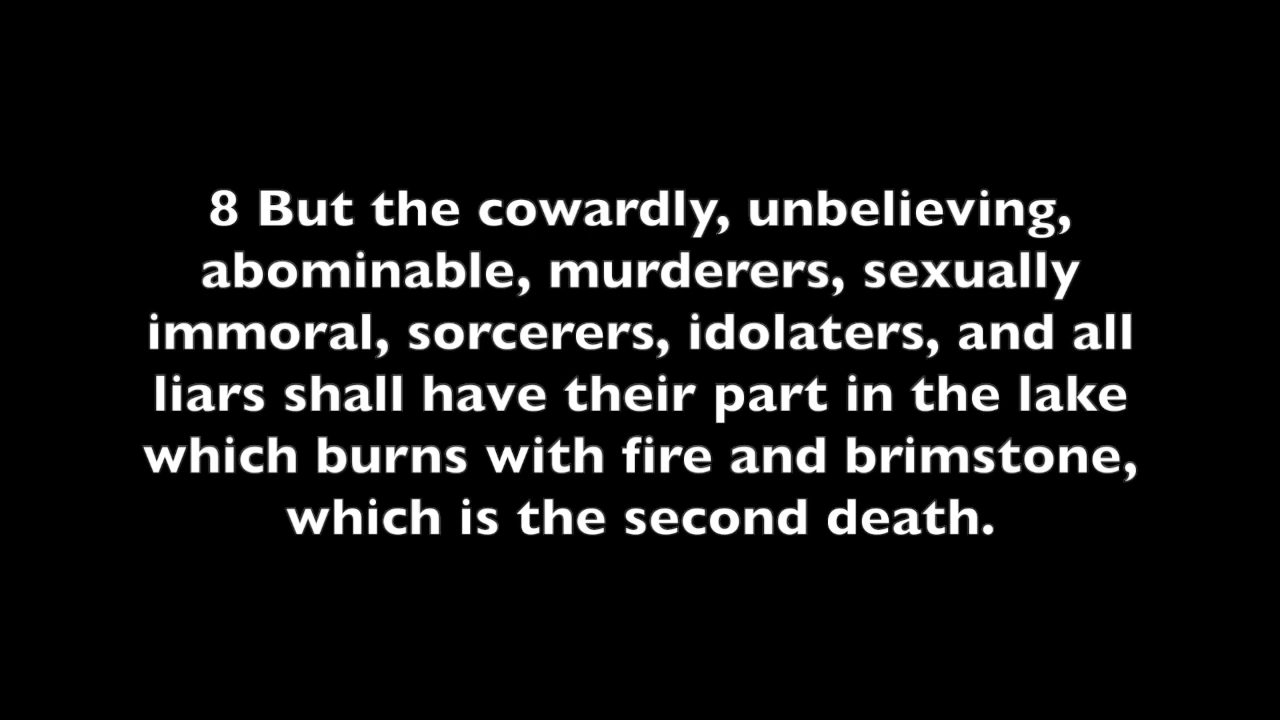 8 But the cowardly, unbelieving,
abominable, murderers, sexually
immoral, sorcerers, idolaters, and all
liars shall have their part in the lake
which burns with fire and brimstone,
which is the second death.